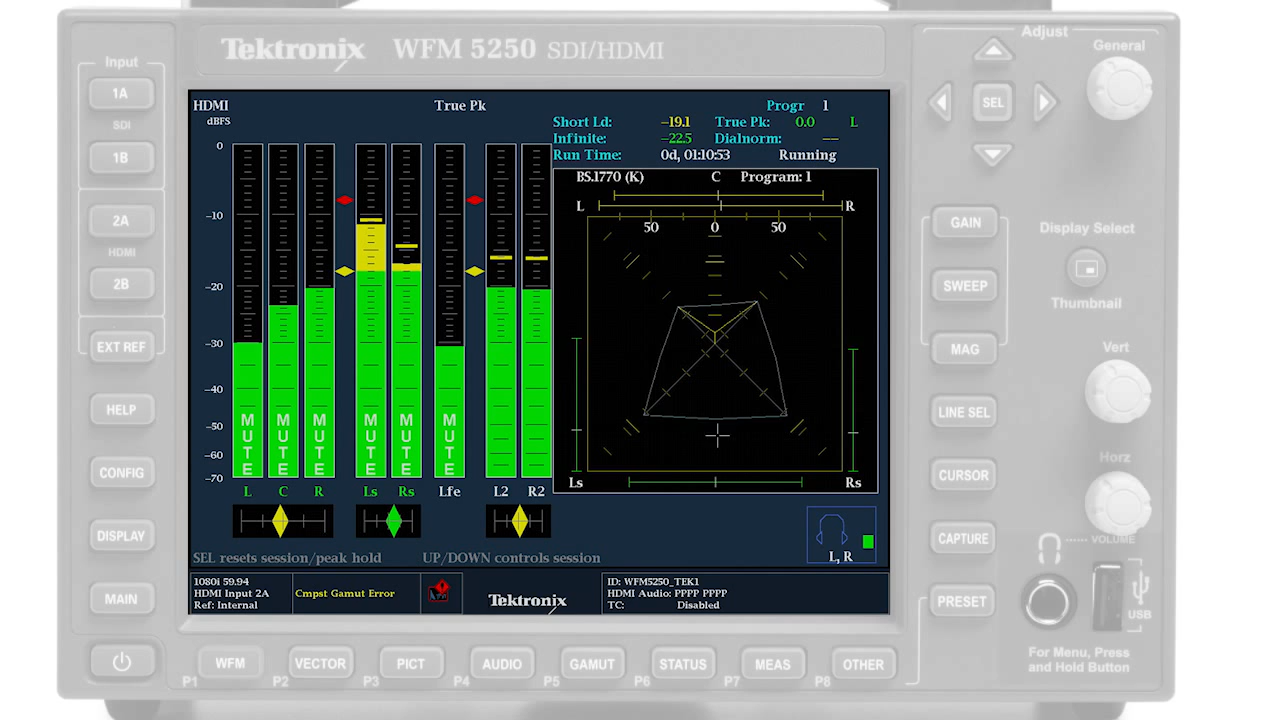 Tektronix WFM 5250 SDI/HDMI
Input
1A
SDI
1B
2A
HDMI
2B
EXT REF
HELP
CONFIG
DISPLAY
MAIN
HDMI
True Pk
Progr 1
dBFS
Short Ld: –19.1 True Pk: 0.0 L
Infinite: –22.5 Dialnorm: ––
Run Time: 0d, 01:10:53 Running
0
–10
–20
–30
–40
–50
–60
–70
MUTE MUTE MUTE MUTE MUTE MUTE
L C R Ls Rs Lfe L2 R2
BS.1770 (K) C Program: 1
L R
50 0 50
Ls Rs
L, R
SEL resets session/peak hold UP/DOWN controls session
1080i 59.94
HDMI Input 2A
Ref: Internal
Cmpst Gamut Error
Tektronix
ID: WFM5250_TEK1
HDMI Audio: PPPP PPPP
TC: Disabled
Adjust
General
SEL
GAIN
SWEEP
MAG
LINE SEL
CURSOR
CAPTURE
PRESET
Display Select
Thumbnail
Vert
Horz
VOLUME
USB
For Menu, Press
and Hold Button
WFM VECTOR PICT AUDIO GAMUT STATUS MEAS OTHER
P1 P2 P3 P4 P5 P6 P7 P8